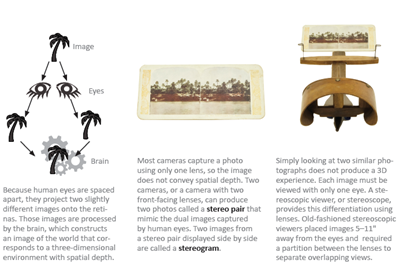 Image
Eyes
Brain
Because human eyes are spaced
apart, they project two slightly
different images onto the reti-
nas. Those images are processed
by the brain, which constructs
an image of the world that cor-
responds to a three-dimensional
environment with spatial depth.
Most cameras capture a photo
using only one lens, so the image
does not convey spatial depth. Two
cameras, or a camera with two
front-facing lenses, can produce
two photos called a stereo pair that
mimic the dual images captured
by human eyes. Two images from
a stereo pair displayed side by side
are called a stereogram.
Simply looking at two similar pho-
tographs does not produce a 3D
experience. Each image must be
viewed with only one eye. A ste-
reoscopic viewer, or stereoscope,
provides this differentiation using
lenses. Old-fashioned stereoscopic
viewers placed images 5–11"
away from the eyes and required
a partition between the lenses to
separate overlapping views.